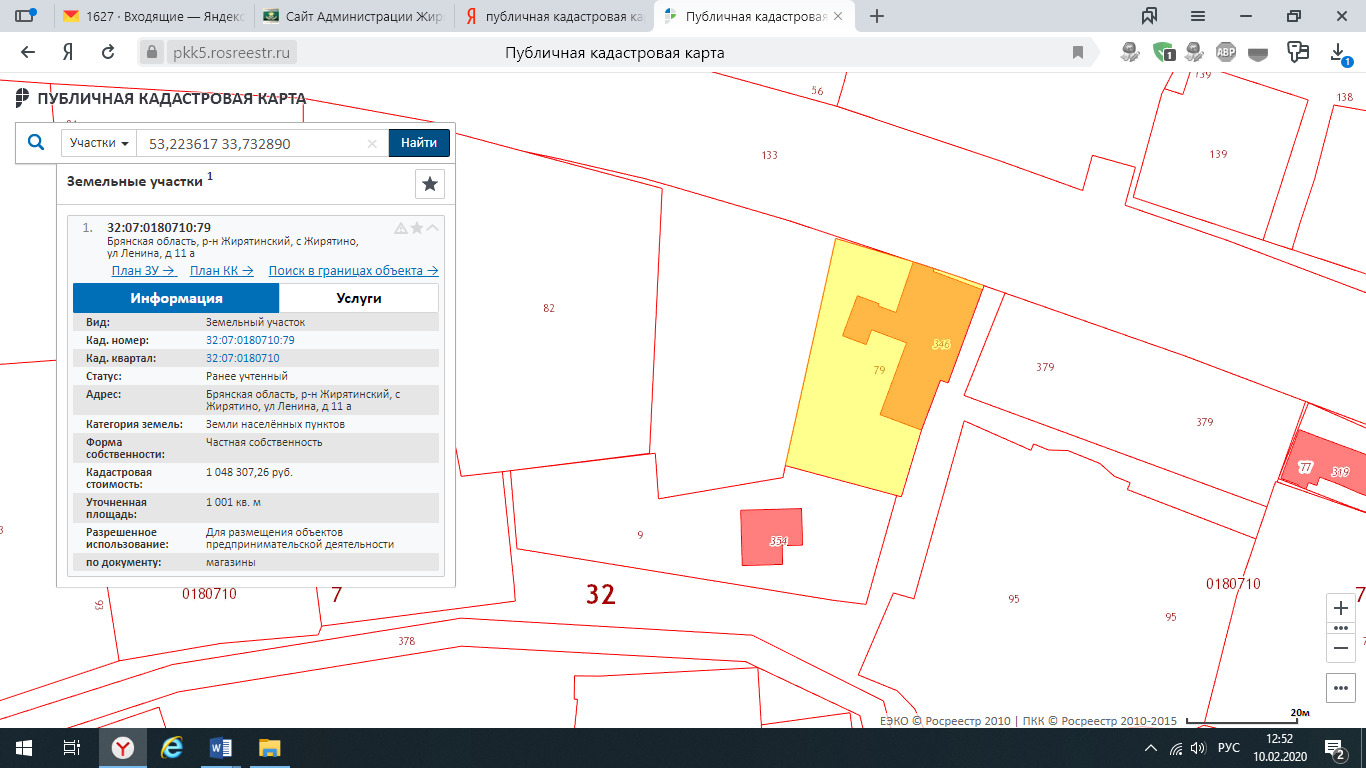 1627 · Входящие — Яндекс
Сайт Администрации Жир
публичная кадастровая ка
Публичная кадастровая
pkk5.rosreestr.ru
Публичная кадастровая карта
1
ABP
1
ПУБЛИЧНАЯ КАДАСТРОВАЯ КАРТА
Участки
53,223617 33,732890
Найти
Земельные участки 1
1. 32:07:0180710:79
Брянская область, р-н Жирятинский, с Жирятино,
ул Ленина, д 11 а
План ЗУ → План КК → Поиск в границах объекта →
Информация Услуги
Вид: Земельный участок
Кад. номер: 32:07:0180710:79
Кад. квартал: 32:07:0180710
Статус: Ранее учтенный
Адрес: Брянская область, р-н Жирятинский, с
Жирятино, ул Ленина, д 11 а
Категория земель: Земли населённых пунктов
Форма собственности: Частная собственность
Кадастровая стоимость: 1 048 307,26 руб.
Уточненная площадь: 1 001 кв. м
Разрешенное Для размещения объектов
использование: предпринимательской деятельности
по документу: магазины
56
139
138
133
139
82
346
79
379
379
77
319
9
354
93
0180710
7
32
95
95
0180710
7
378
ЕЭКО © Росреестр 2010 | ПКК © Росреестр 2010-2015
20м
РУС
12:52
10.02.2020
2